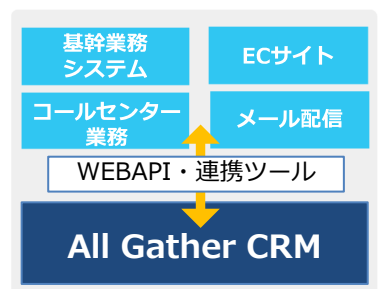 基幹業務
システム
ECサイト
コールセンター
業務
メール配信
WEBAPI・連携ツール
All Gather CRM